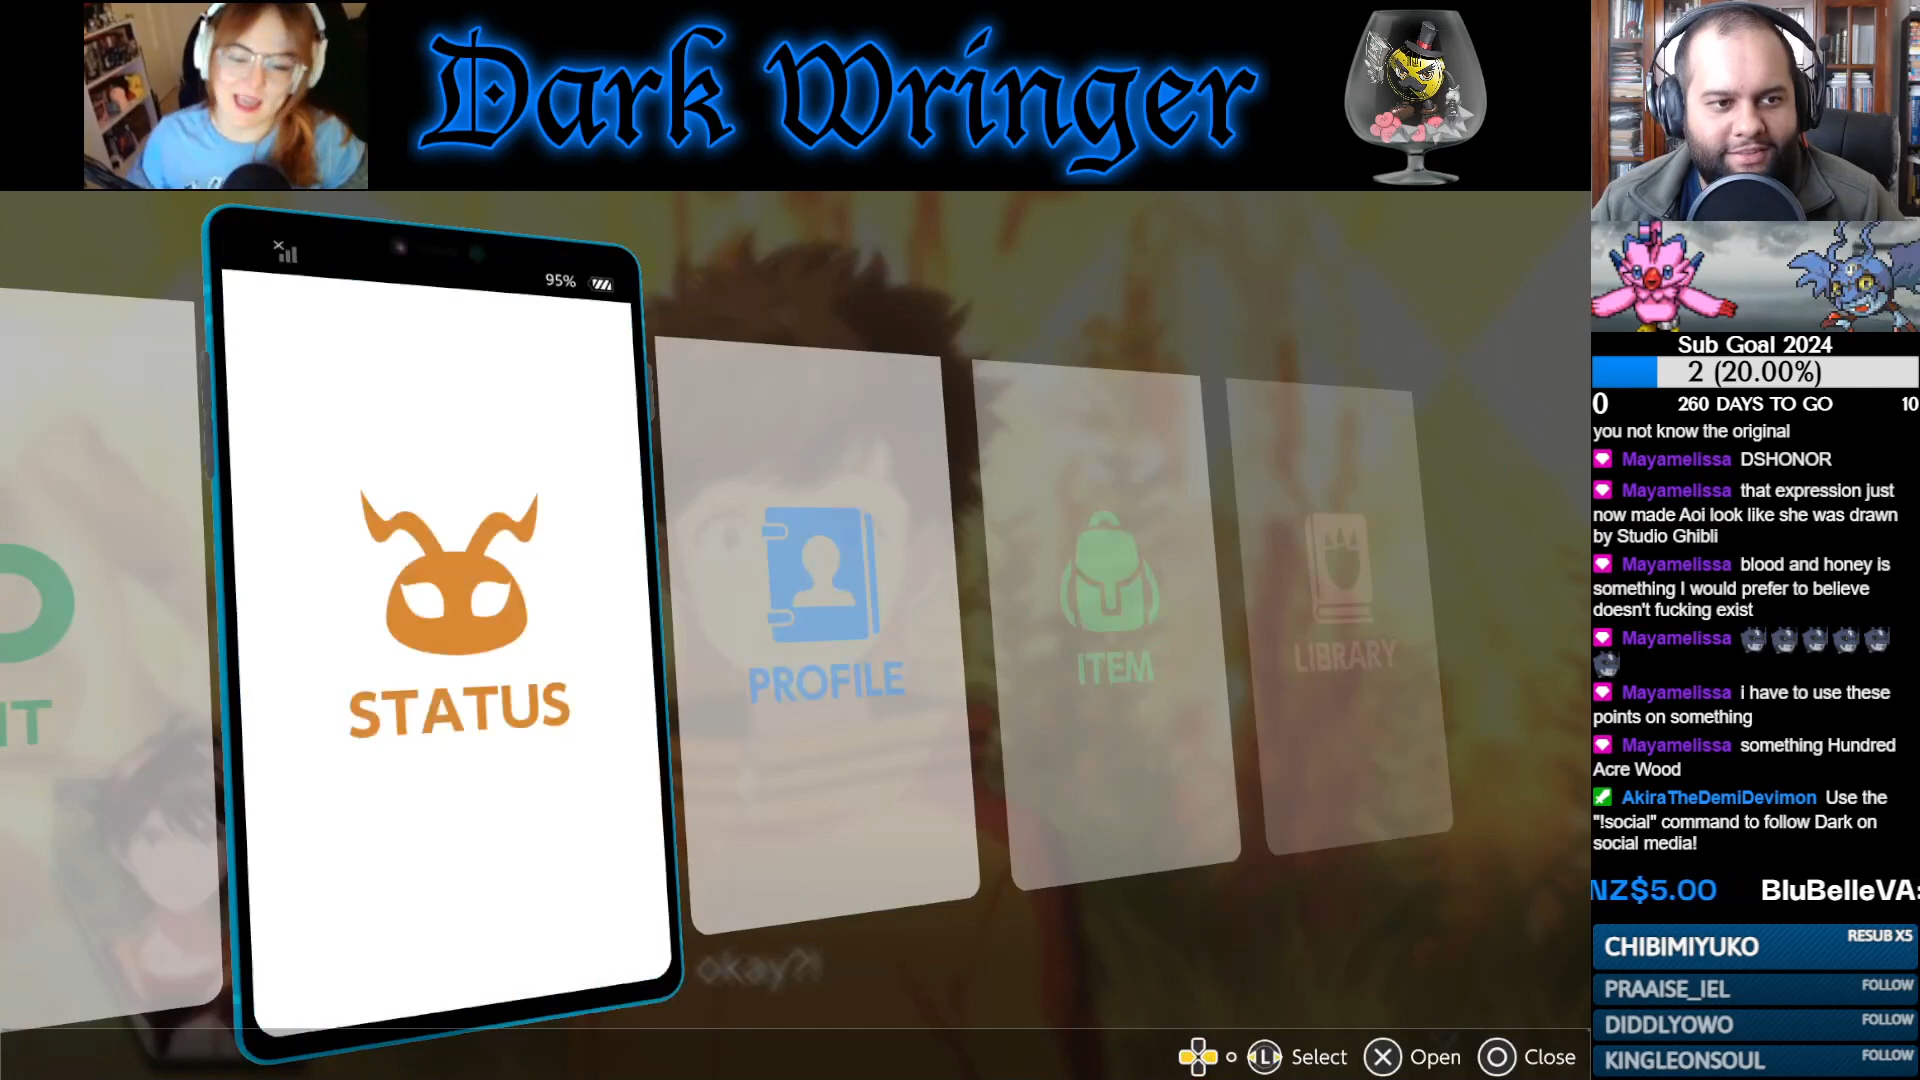 Dark Wringer
95%
NT
STATUS
PROFILE
ITEM
LIBRARY
okay?!
Select
Open
Close
Sub Goal 2024
2 (20.00%)
0 260 DAYS TO GO 10
you not know the original
Mayamelissa DSHONOR
Mayamelissa that expression just
now made Aoi look like she was drawn
by Studio Ghibli
Mayamelissa blood and honey is
something I would prefer to believe
doesn't fucking exist
Mayamelissa
Mayamelissa i have to use these
points on something
Mayamelissa something Hundred
Acre Wood
AkiraTheDemiDevimon Use the
"!social" command to follow Dark on
social media!
NZ$5.00 BluBelleVA:
CHIBIMIYUKO RESUB X5
PRAAISE_IEL FOLLOW
DIDDLYOWO FOLLOW
KINGLEONSOUL FOLLOW